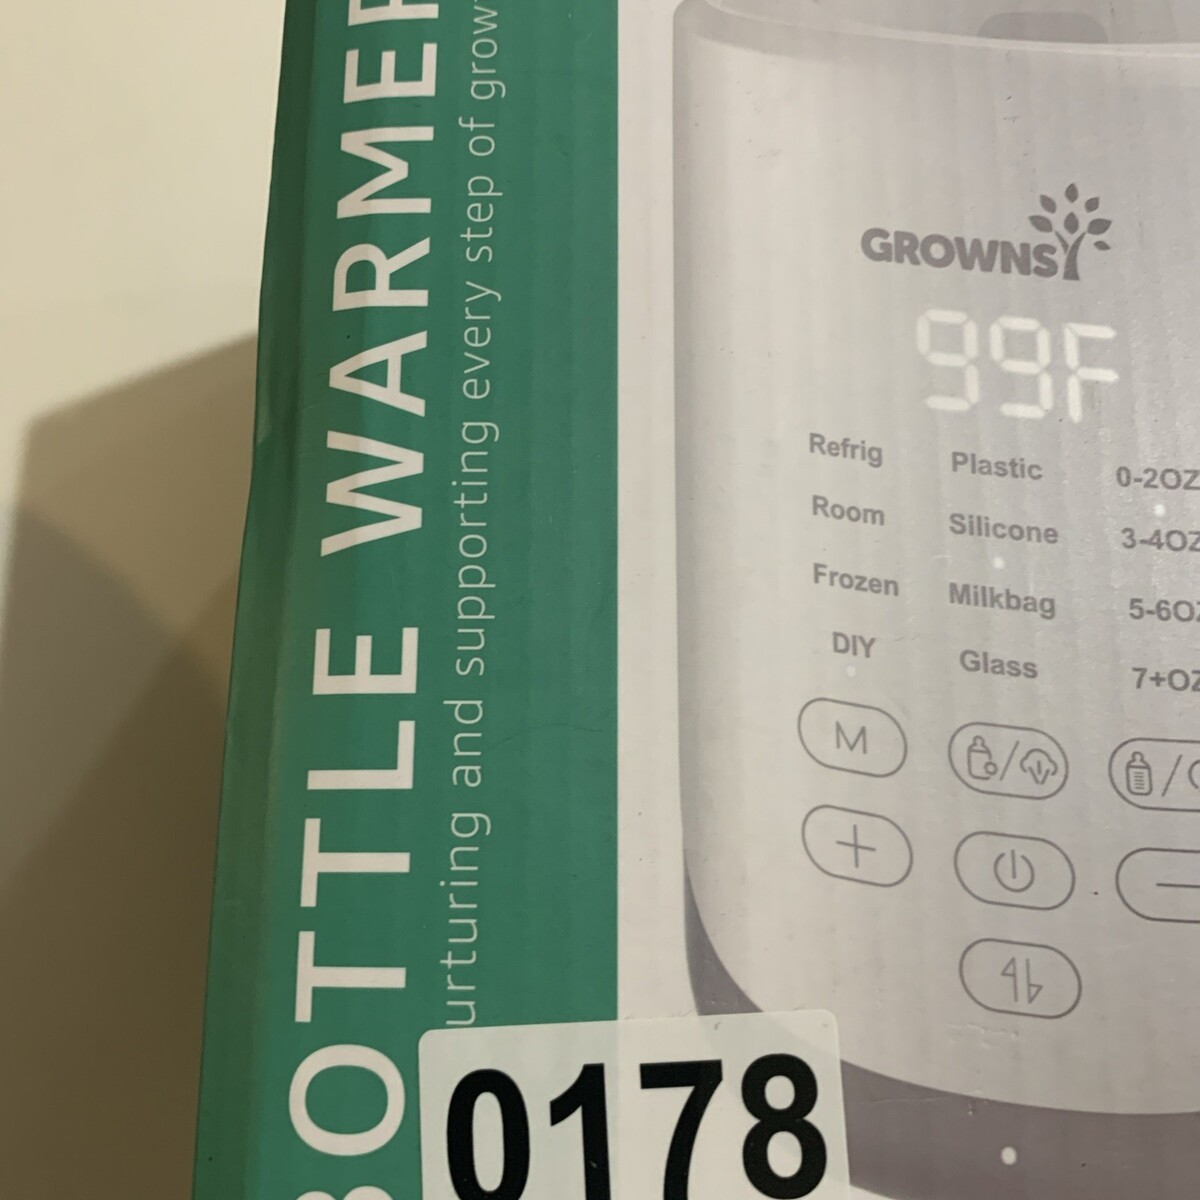 BOTTLE WARMER
urturing and supporting every step of grow
GROWNSY
99F
Refrig Plastic 0-2OZ
Room Silicone 3-4OZ
Frozen Milkbag 5-6OZ
DIY Glass 7+OZ
M
0178